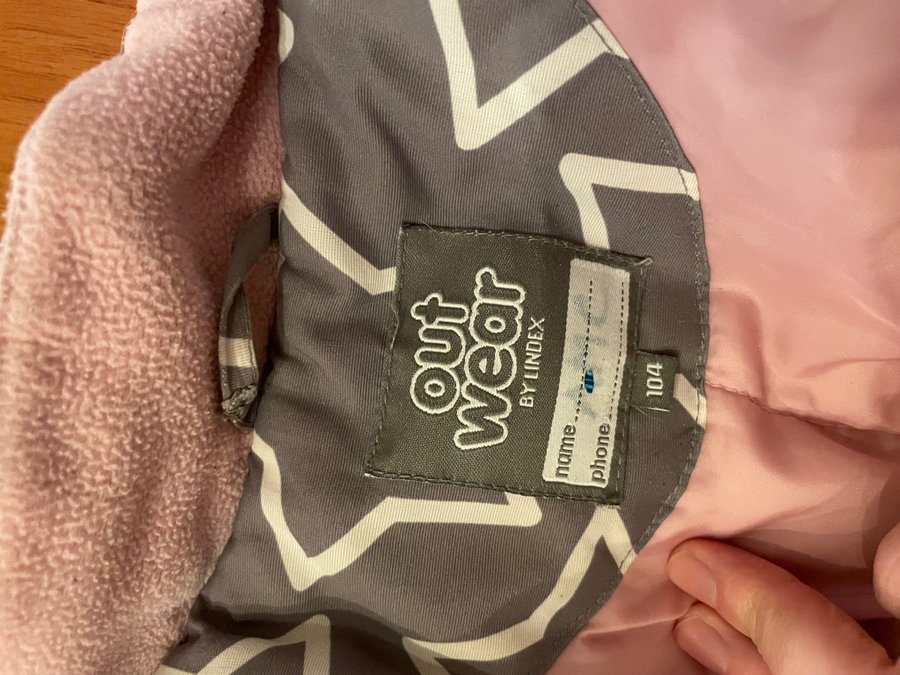 out
wear
BY LINDEX
name
phone
104